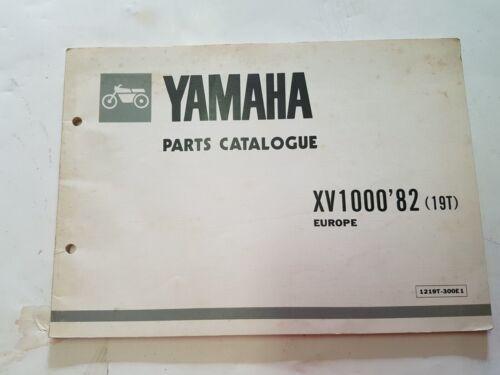 YAMAHA
PARTS CATALOGUE
XV1000'82 (19T)
EUROPE
1219T-300E1